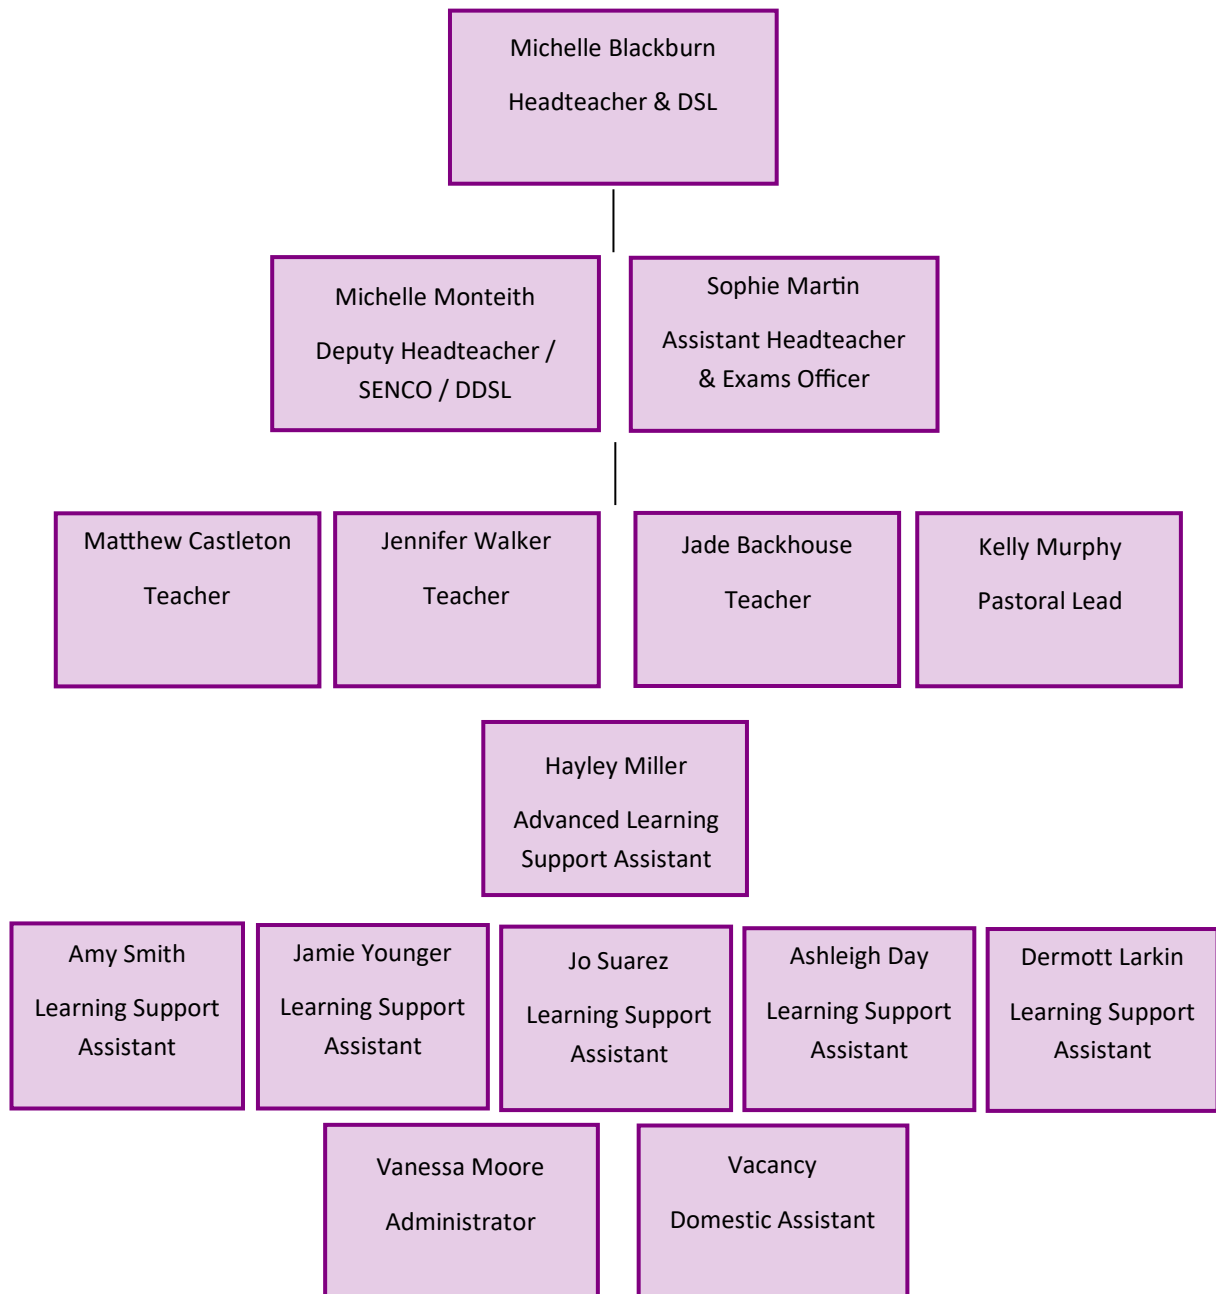 Michelle Blackburn
Headteacher & DSL
Michelle Monteith
Deputy Headteacher /
SENCO / DDSL
Sophie Martin
Assistant Headteacher
& Exams Officer
Matthew Castleton
Teacher
Jennifer Walker
Teacher
Jade Backhouse
Teacher
Kelly Murphy
Pastoral Lead
Hayley Miller
Advanced Learning
Support Assistant
Amy Smith
Learning Support
Assistant
Jamie Younger
Learning Support
Assistant
Jo Suarez
Learning Support
Assistant
Ashleigh Day
Learning Support
Assistant
Dermott Larkin
Learning Support
Assistant
Vanessa Moore
Administrator
Vacancy
Domestic Assistant